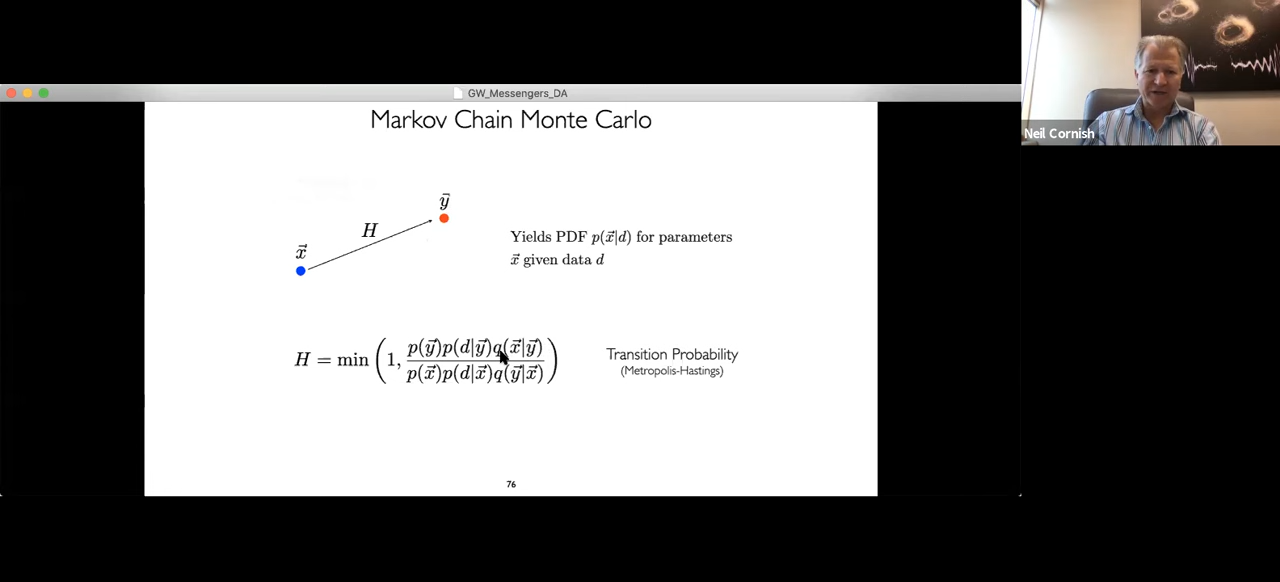 GW_Messengers_DA
Neil Cornish
Markov Chain Monte Carlo
y⃗
H
x⃗
Yields PDF p(x⃗|d) for parameters
x⃗ given data d
H = min (1, p(y⃗)p(d|y⃗)q(x⃗|y⃗) / p(x⃗)p(d|x⃗)q(y⃗|x⃗))
Transition Probability
(Metropolis-Hastings)
76